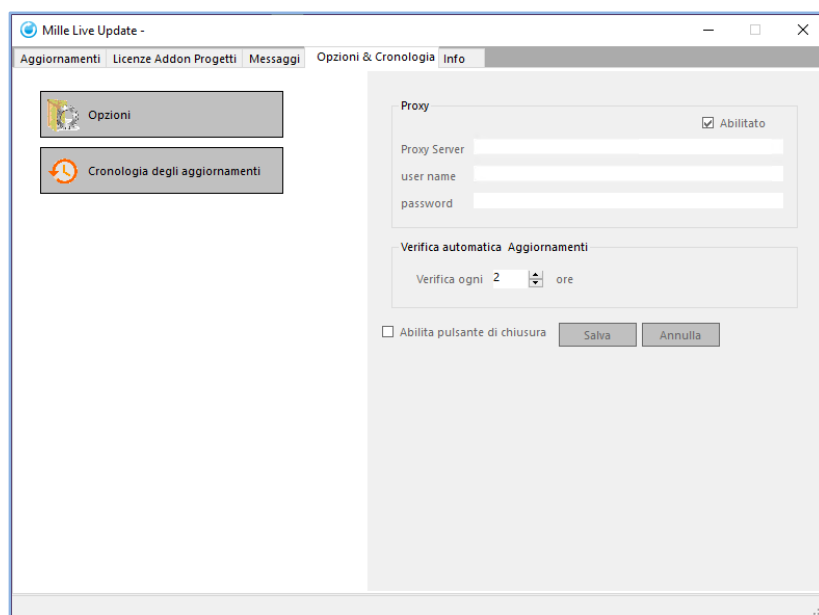 Mille Live Update -
Aggiornamenti Licenze Addon Progetti Messaggi Opzioni & Cronologia Info
Opzioni
Cronologia degli aggiornamenti
Proxy
Abilitato
Proxy Server
user name
password
Verifica automatica Aggiornamenti
Verifica ogni 2 ore
Abilita pulsante di chiusura Salva Annulla